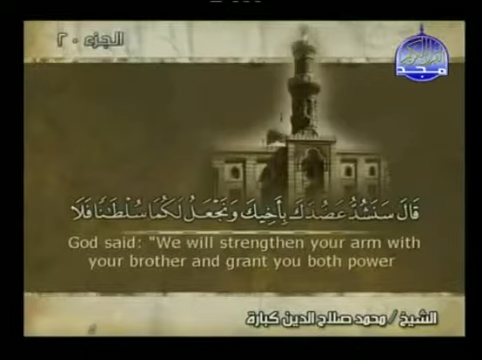 الجزء ٢٠
مجد
قَالَ سَنَشُدُّ عَضُدَكَ بِأَخِيكَ وَنَجْعَلُ لَكُمَا سُلْطَٰنًا فَلَا
God said: "We will strengthen your arm with
your brother and grant you both power
الشيخ / محمد صلاح الدين كبارة